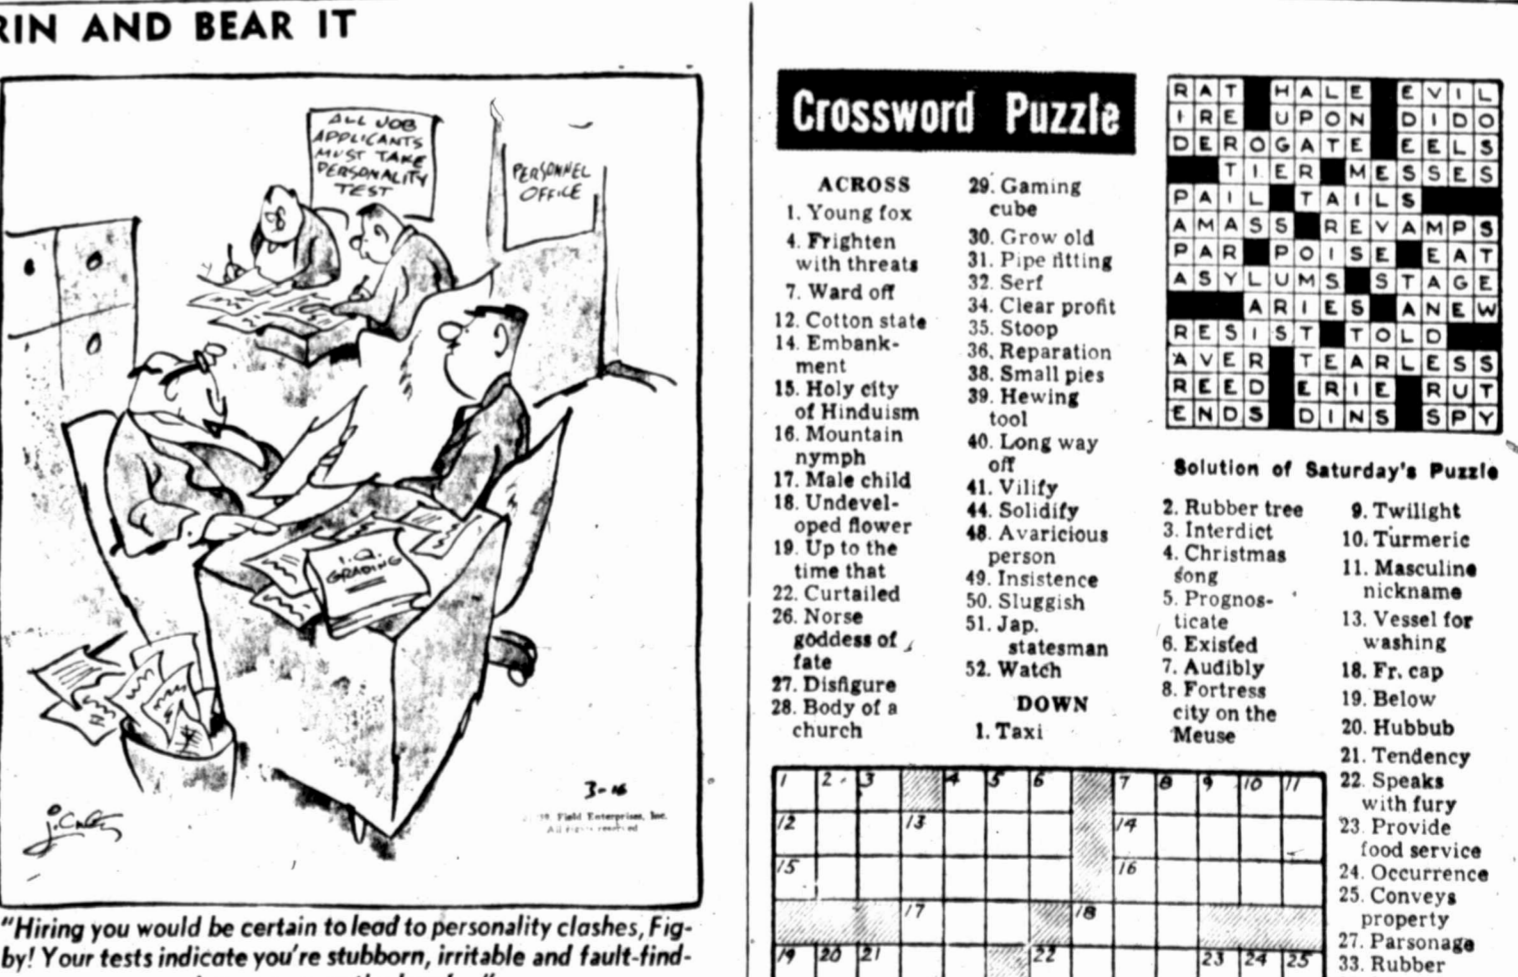 RIN AND BEAR IT
ALL JOB
APPLICANTS
MUST TAKE
PERSONALITY
TEST
PERSONNEL
OFFICE
I.Q.
GRADING
3-16
Field Enterprises, Inc.
All rights reserved
"Hiring you would be certain to lead to personality clashes, Fig-
by! Your tests indicate you're stubborn, irritable and fault-find-
Crossword Puzzle
ACROSS
1. Young fox
4. Frighten
with threats
7. Ward off
12. Cotton state
14. Embank-
ment
15. Holy city
of Hinduism
16. Mountain
nymph
17. Male child
18. Undevel-
oped flower
19. Up to the
time that
22. Curtailed
26. Norse
goddess of
fate
27. Disfigure
28. Body of a
church
29. Gaming
cube
30. Grow old
31. Pipe fitting
32. Serf
34. Clear profit
35. Stoop
36. Reparation
38. Small pies
39. Hewing
tool
40. Long way
off
41. Vilify
44. Solidify
48. Avaricious
person
49. Insistence
50. Sluggish
51. Jap.
statesman
52. Watch
DOWN
1. Taxi
RAT HALE EVIL
IRE UPON DIDO
DEROGATE EELS
TIER MESSES
PAIL TAILS
AMASS REVAMPS
PAR POISE EAT
ASYLUMS STAGE
ARIES ANEW
RESIST TOLD
AVER TEARLESS
REED ERIE RUT
ENDS DINS SPY
Solution of Saturday's Puzzle
2. Rubber tree
3. Interdict
4. Christmas
song
5. Prognos-
ticate
6. Existed
7. Audibly
8. Fortress
city on the
Meuse
9. Twilight
10. Turmeric
11. Masculine
nickname
13. Vessel for
washing
18. Fr. cap
19. Below
20. Hubbub
21. Tendency
22. Speaks
with fury
23. Provide
food service
24. Occurrence
25. Conveys
property
27. Parsonage
33. Rubber
1 2 3 4 5 6 7 8 9 10 11
12 13 14
15 16
17 18
19 20 21 22 23 24 25